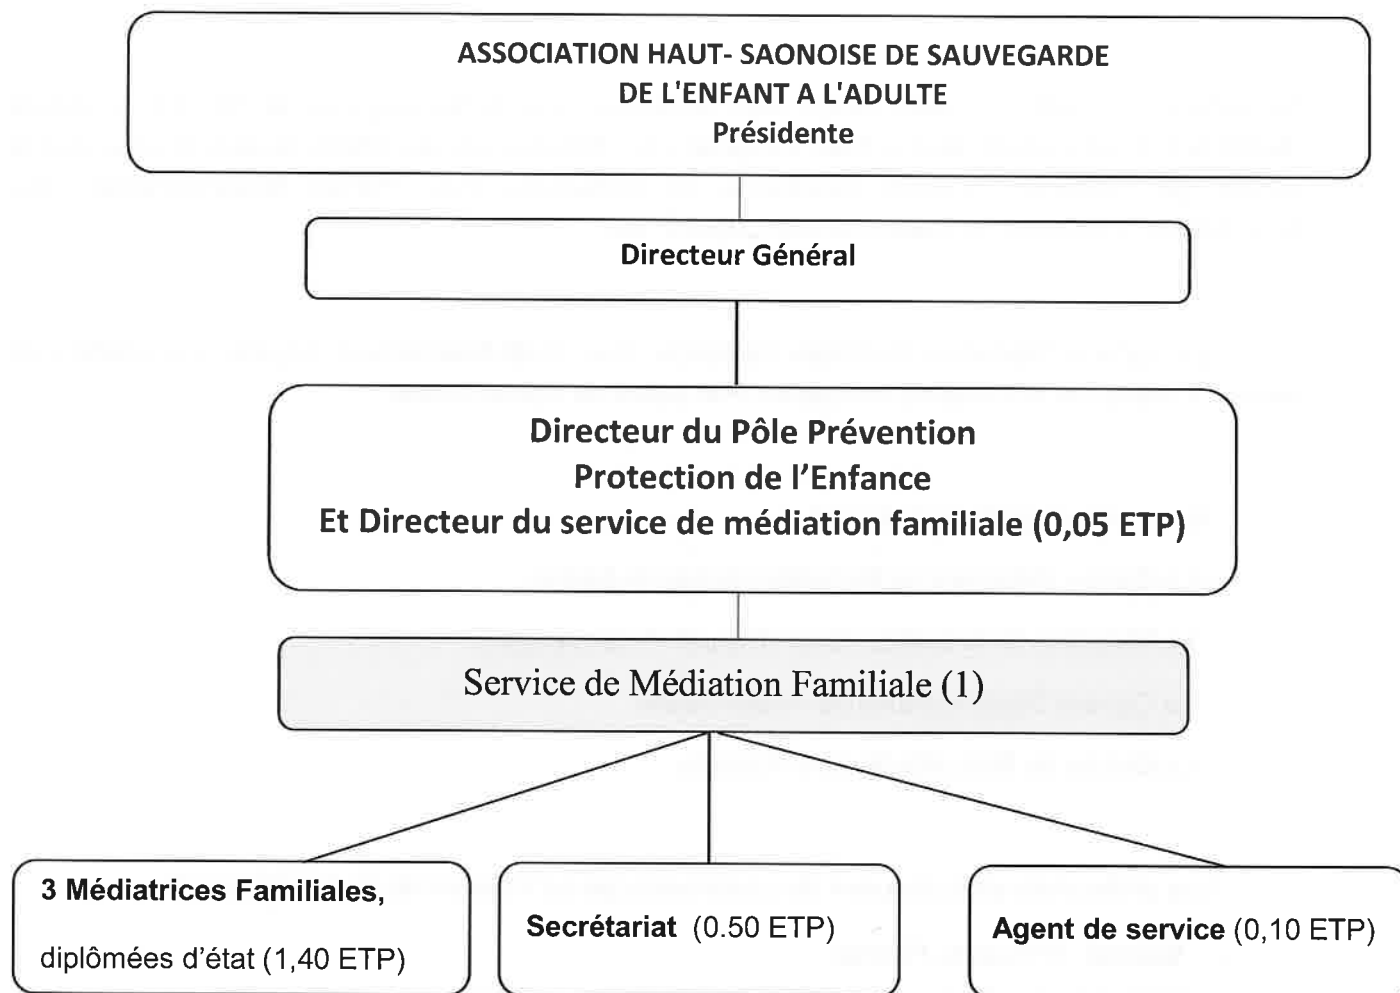 ASSOCIATION HAUT- SAONOISE DE SAUVEGARDE
DE L'ENFANT A L'ADULTE
Présidente
Directeur Général
Directeur du Pôle Prévention
Protection de l'Enfance
Et Directeur du service de médiation familiale (0,05 ETP)
Service de Médiation Familiale (1)
3 Médiatrices Familiales,
diplômées d'état (1,40 ETP)
Secrétariat (0.50 ETP)
Agent de service (0,10 ETP)